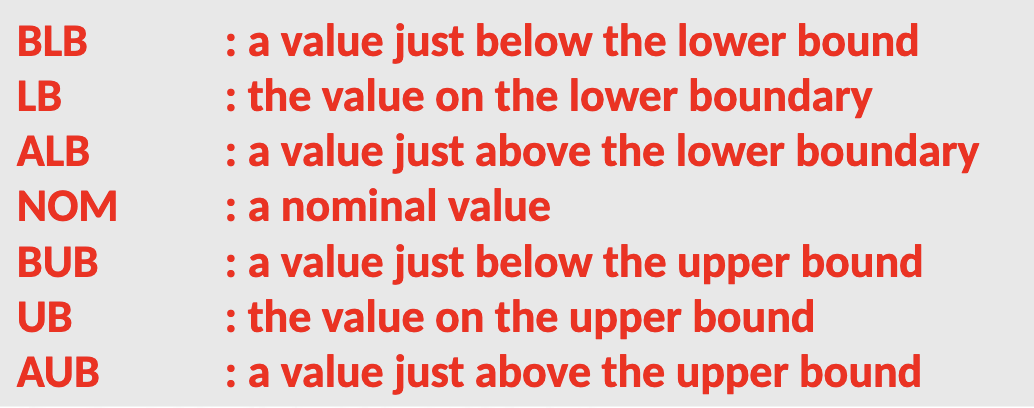 BLB : a value just below the lower bound
LB : the value on the lower boundary
ALB : a value just above the lower boundary
NOM : a nominal value
BUB : a value just below the upper bound
UB : the value on the upper bound
AUB : a value just above the upper bound